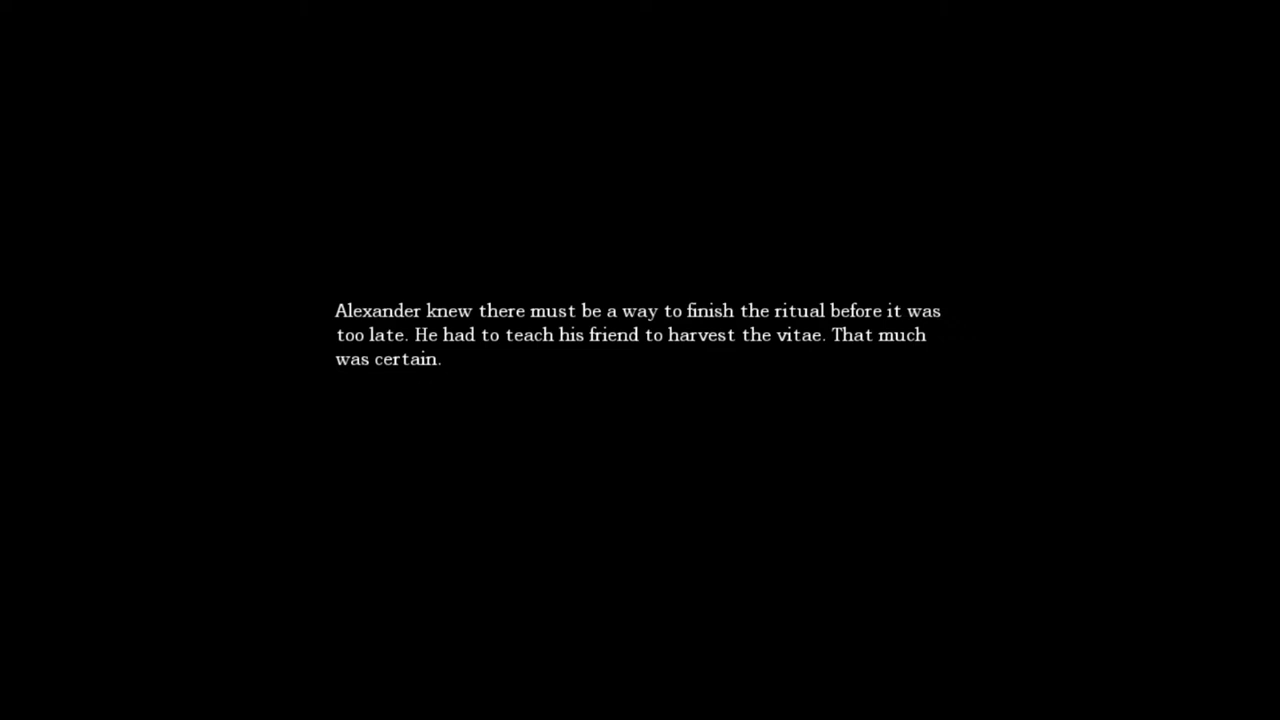 Alexander knew there must be a way to finish the ritual before it was
too late. He had to teach his friend to harvest the vitae. That much
was certain.